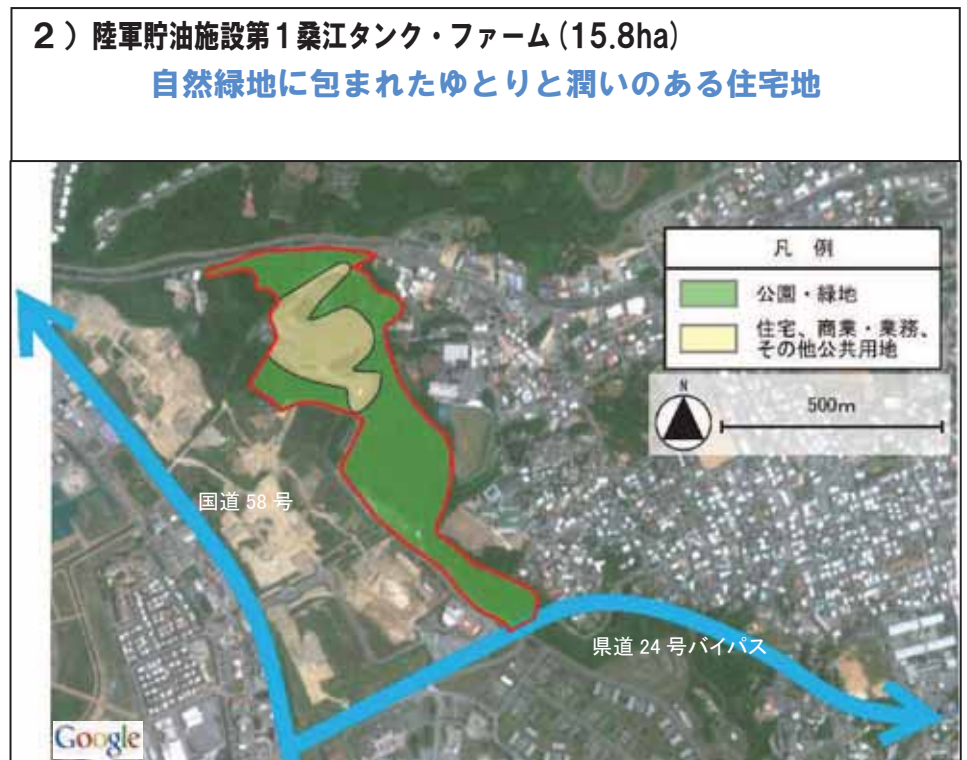 ２）陸軍貯油施設第１桑江タンク・ファーム(15.8ha)
自然緑地に包まれたゆとりと潤いのある住宅地
凡 例
公園・緑地
住宅、商業・業務、
その他公共用地
N
500m
国道 58 号
県道 24 号バイパス
Google